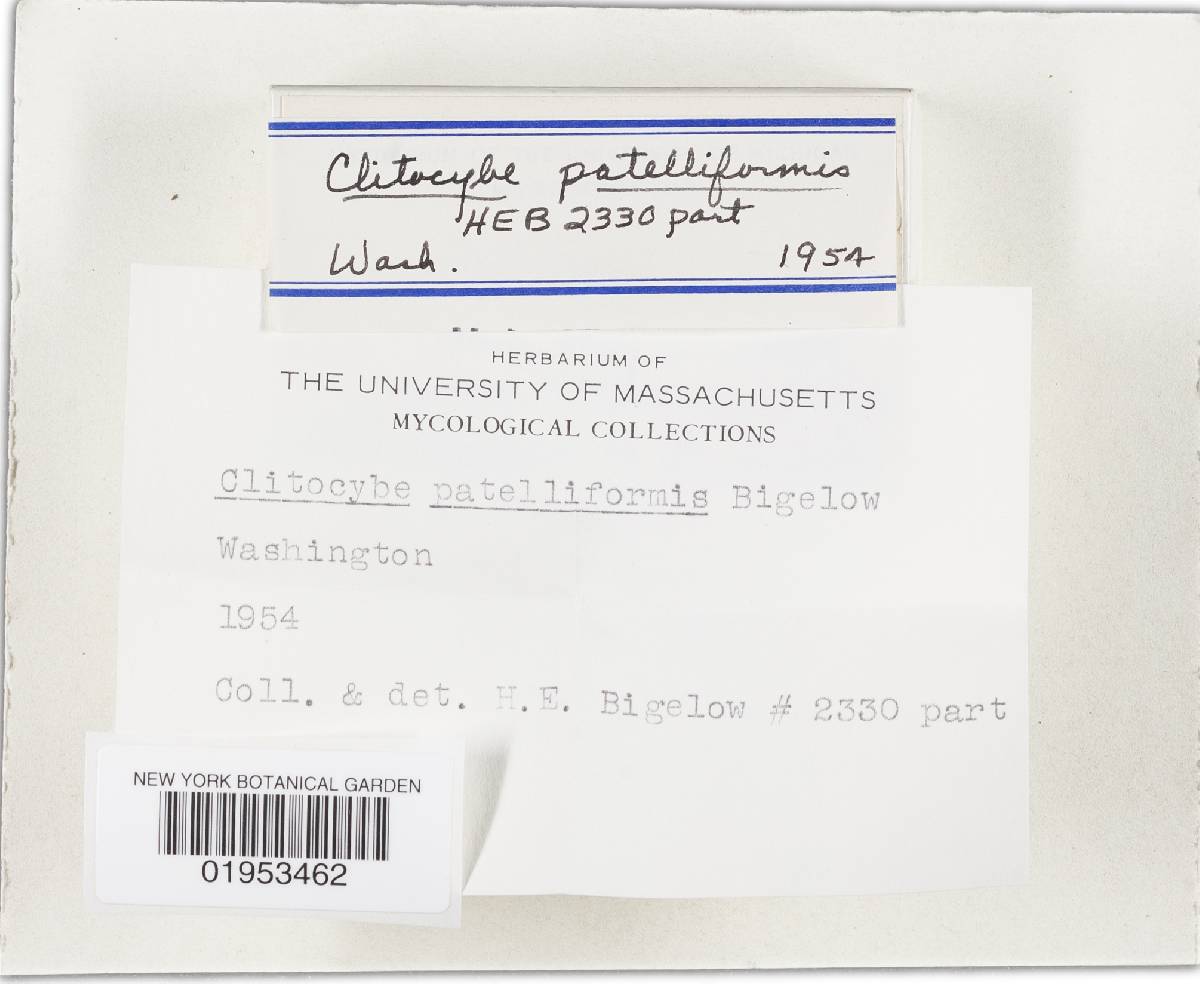 Clitocybe patelliformis
HEB 2330 part
Wash. 1954
HERBARIUM OF
THE UNIVERSITY OF MASSACHUSETTS
MYCOLOGICAL COLLECTIONS
Clitocybe patelliformis Bigelow
Washington
1954
Coll. & det. H.E. Bigelow # 2330 part
NEW YORK BOTANICAL GARDEN
01953462